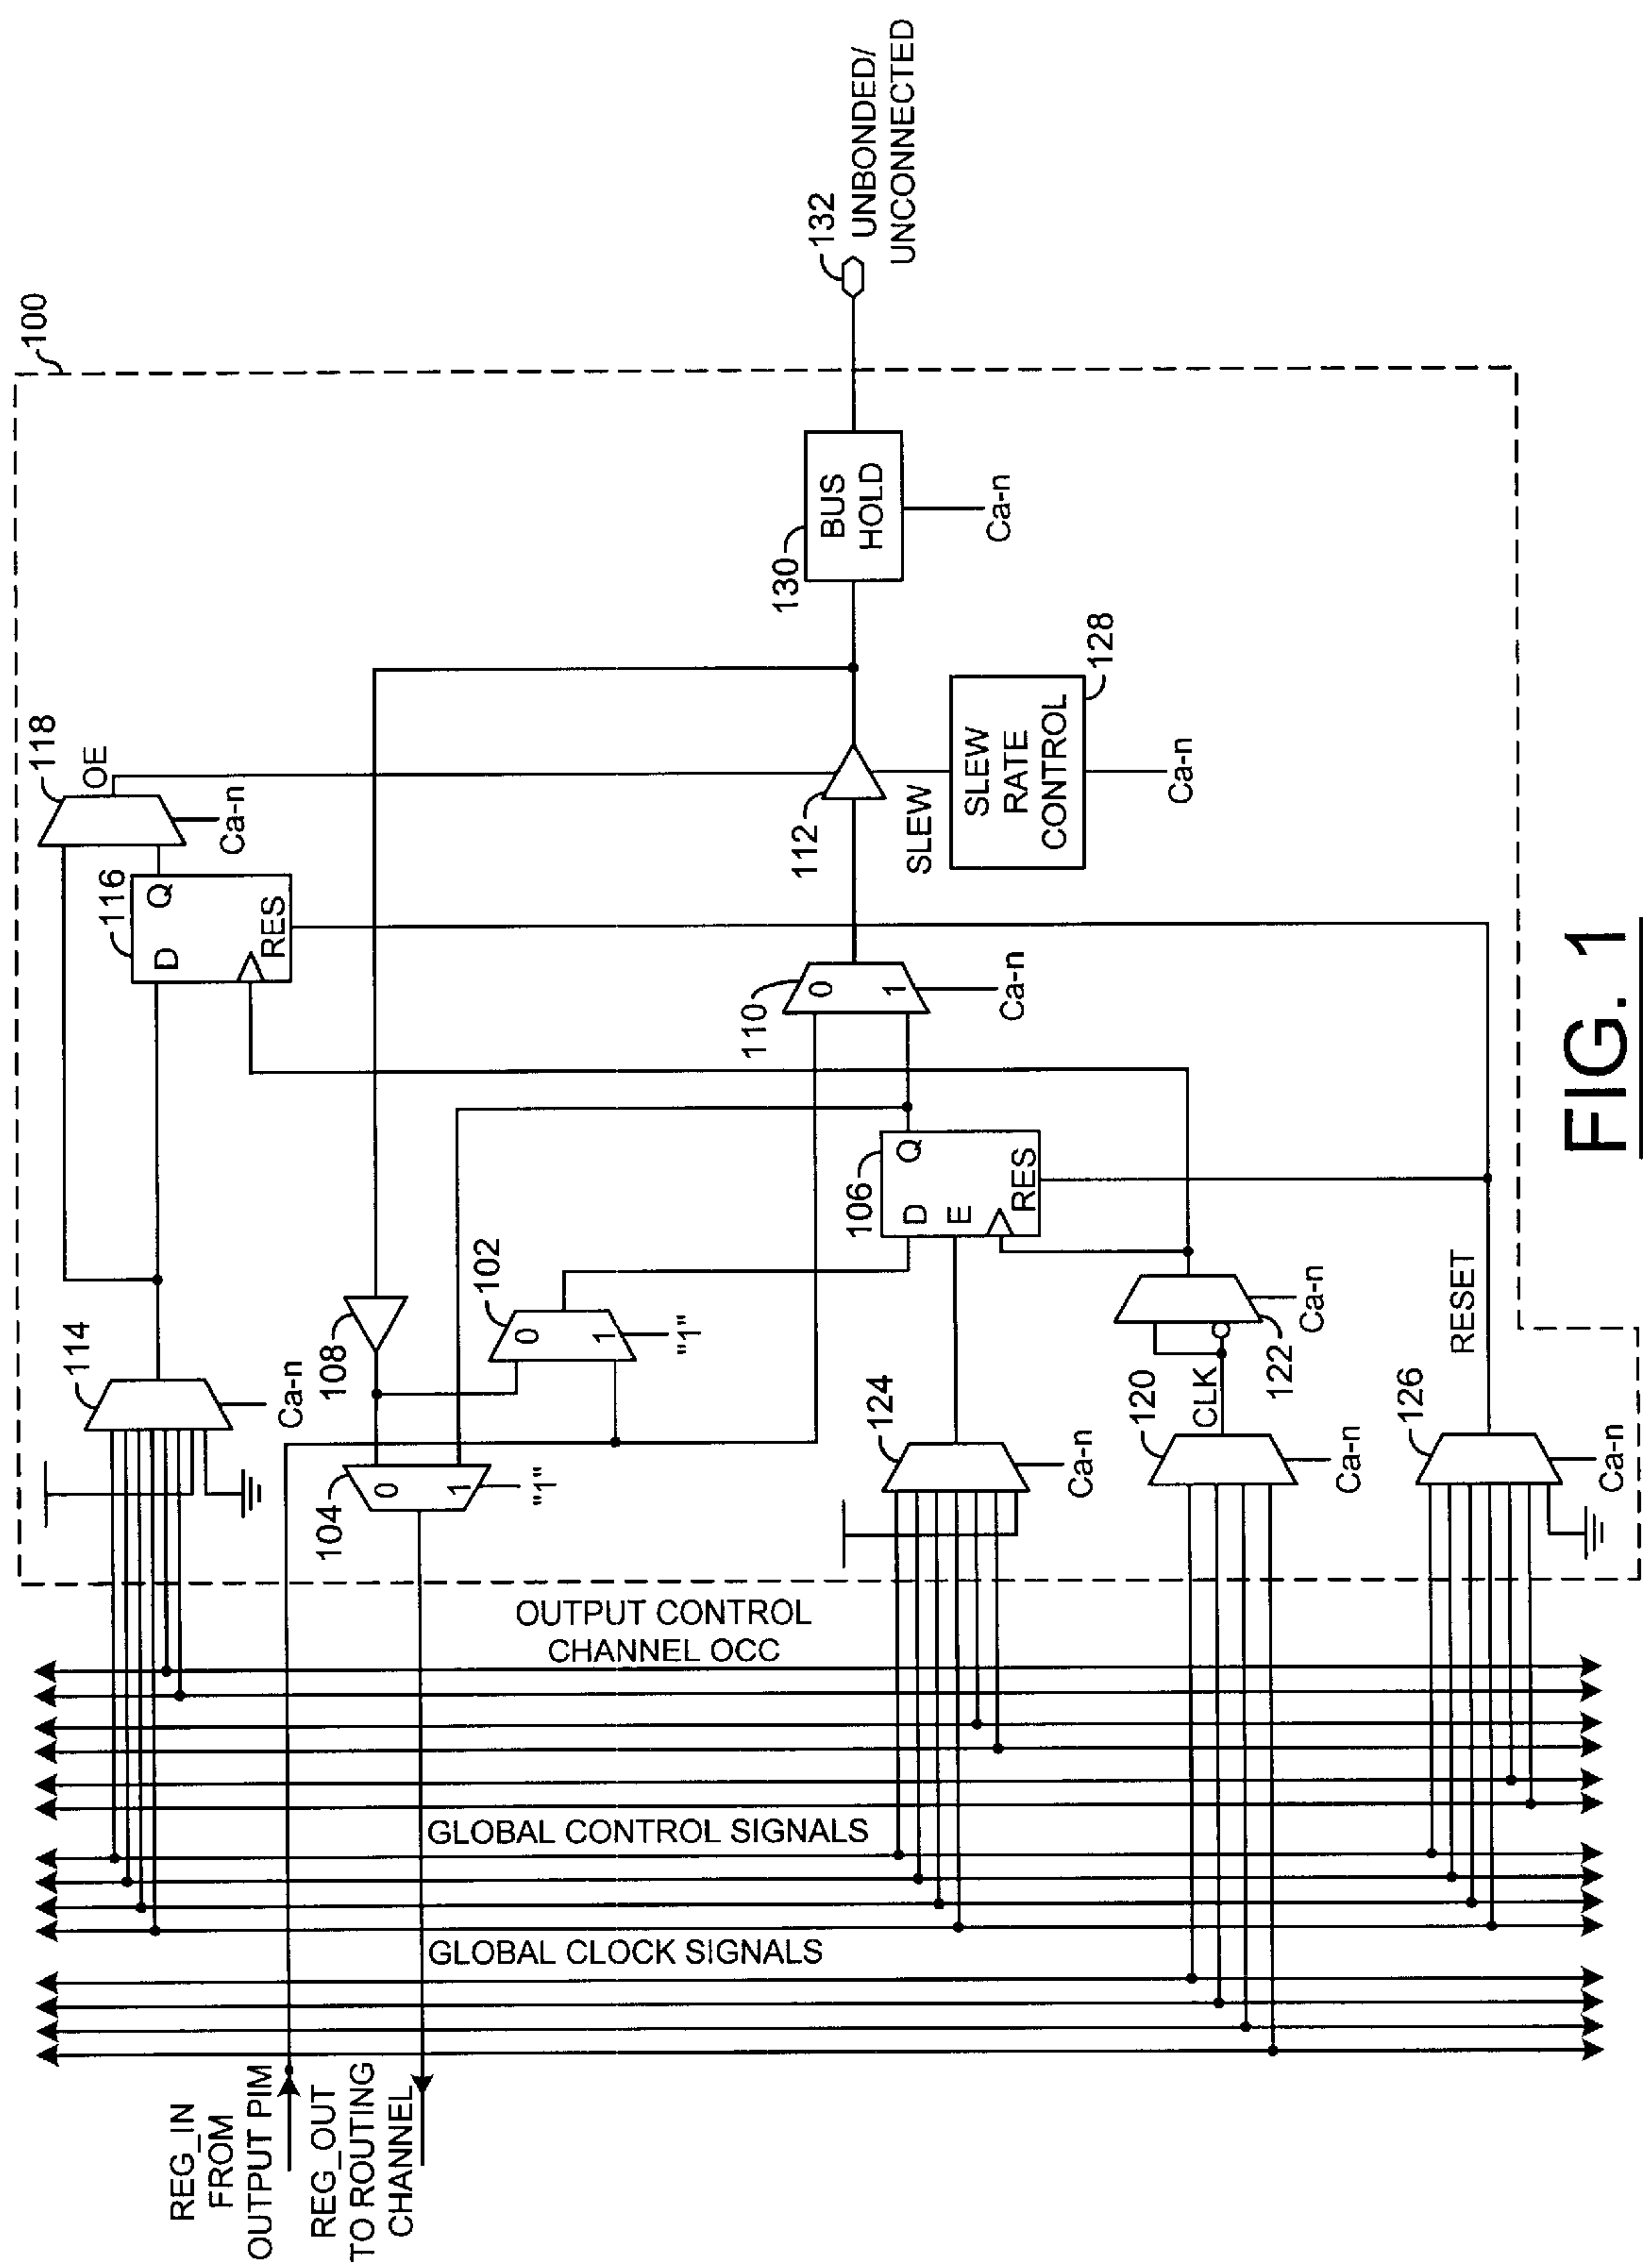 100
118
OE
Ca-n
116
D
Q
RES
114
Ca-n
132
UNBONDED/
UNCONNECTED
130
BUS
HOLD
Ca-n
112
SLEW
SLEW
RATE
CONTROL
128
Ca-n
110
0
1
Ca-n
108
102
0
1
"1"
104
0
1
"1"
106
D
Q
E
RES
124
Ca-n
120
CLK
Ca-n
122
Ca-n
126
RESET
Ca-n
OUTPUT CONTROL
CHANNEL OCC
GLOBAL CONTROL SIGNALS
GLOBAL CLOCK SIGNALS
REG_IN
FROM
OUTPUT PIM
REG_OUT
TO ROUTING
CHANNEL
FIG. 1